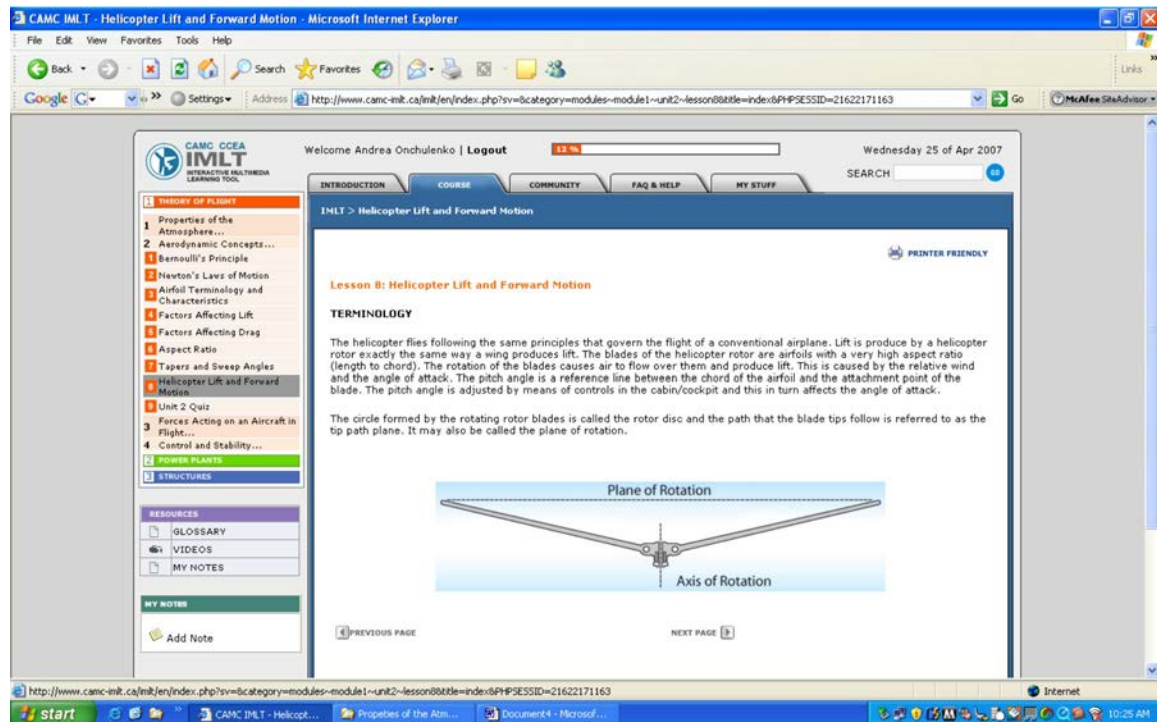 CAMC IMLT - Helicopter Lift and Forward Motion - Microsoft Internet Explorer
File Edit View Favorites Tools Help
Back Search Favorites Links
Google G Settings Address http://www.camc-imlt.ca/imlt/en/index.php?sv=&category=modules~module1~unit2~lesson8&title=index&PHPSESSID=21622171163 Go McAfee SiteAdvisor
CAMC CCEA
IMLT
INTERACTIVE MULTIMEDIA
LEARNING TOOL
Welcome Andrea Onchulenko | Logout 12 % Wednesday 25 of Apr 2007
SEARCH GO
INTRODUCTION COURSE COMMUNITY FAQ & HELP MY STUFF
IMLT > Helicopter Lift and Forward Motion
1 THEORY OF FLIGHT
1 Properties of the
Atmosphere...
2 Aerodynamic Concepts...
1 Bernoulli's Principle
2 Newton's Laws of Motion
3 Airfoil Terminology and
Characteristics
4 Factors Affecting Lift
5 Factors Affecting Drag
6 Aspect Ratio
7 Tapers and Sweep Angles
8 Helicopter Lift and Forward
Motion
9 Unit 2 Quiz
3 Forces Acting on an Aircraft in
Flight...
4 Control and Stability...
2 POWER PLANTS
3 STRUCTURES
RESOURCES
GLOSSARY
VIDEOS
MY NOTES
MY NOTES
Add Note
PRINTER FRIENDLY
Lesson 8: Helicopter Lift and Forward Motion
TERMINOLOGY
The helicopter flies following the same principles that govern the flight of a conventional airplane. Lift is produce by a helicopter
rotor exactly the same way a wing produces lift. The blades of the helicopter rotor are airfoils with a very high aspect ratio
(length to chord). The rotation of the blades causes air to flow over them and produce lift. This is caused by the relative wind
and the angle of attack. The pitch angle is a reference line between the chord of the airfoil and the attachment point of the
blade. The pitch angle is adjusted by means of controls in the cabin/cockpit and this in turn affects the angle of attack.
The circle formed by the rotating rotor blades is called the rotor disc and the path that the blade tips follow is referred to as the
tip path plane. It may also be called the plane of rotation.
Plane of Rotation
Axis of Rotation
PREVIOUS PAGE NEXT PAGE
http://www.camc-imlt.ca/imlt/en/index.php?sv=&category=modules~module1~unit2~lesson8&title=index&PHPSESSID=21622171163 Internet
start CAMC IMLT - Helicopt... Propeties of the Atm... Document4 - Microsof... 10:25 AM